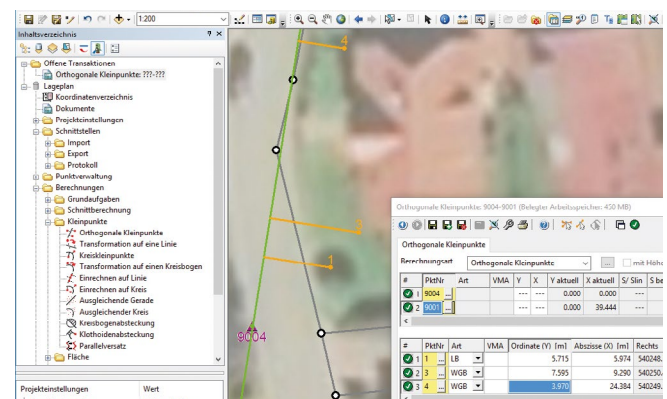 1:200
Inhaltsverzeichnis
Offene Transaktionen
Orthogonale Kleinpunkte: ???-???
Lageplan
Koordinatenverzeichnis
Dokumente
Projekteinstellungen
Schnittstellen
Import
Export
Protokoll
Punktverwaltung
Berechnungen
Grundaufgaben
Schnittberechnung
Kleinpunkte
Orthogonale Kleinpunkte
Transformation auf eine Linie
Kreiskleinpunkte
Transformation auf einen Kreisbogen
Einrechnen auf Linie
Einrechnen auf Kreis
Ausgleichende Gerade
Ausgleichender Kreis
Kreisbogenabsteckung
Klothoidenabsteckung
Parallelversatz
Fläche
Projekteinstellungen Wert
4
1
9004
Orthogonale Kleinpunkte: 9004-9001 (Belegter Arbeitsspeicher: 450 MB)
Orthogonale Kleinpunkte
Berechnungsart Orthogonale Kleinpunkte ... mit Höhe
# PktNr Art VMA Y X Y aktuell X aktuell S/ Slin S be
1 9004 ... --- --- 0.000 0.000 ---
2 9001 ... --- --- 0.000 39.444 ---
# PktNr Art VMA Ordinate (Y) [m] Abszisse (X) [m] Rechts
1 1 ... LB 5.715 5.974 540248.
2 3 ... WGB 7.595 9.290 540250.
3 4 ... WGB 3.970 24.384 540249.